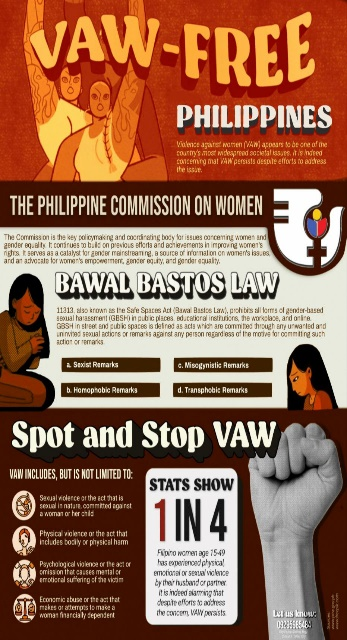 VAW-FREE
PHILIPPINES
Violence against women (VAW) appears to be one of the
country's most widespread societal issues. It is indeed
concerning that VAW persists despite efforts to address
the issue.
THE PHILIPPINE COMMISSION ON WOMEN
The Commission is the key policymaking and coordinating body for issues concerning women and
gender equality. It continues to build on previous efforts and achievements in improving women's
rights. It serves as a catalyst for gender mainstreaming, a source of information on women's issues,
and an advocate for women's empowerment, gender equity, and gender equality.
BAWAL BASTOS LAW
11313, also known as the Safe Spaces Act (Bawal Bastos Law), prohibits all forms of gender-based
sexual harassment (GBSH) in public places, educational institutions, the workplace, and online.
GBSH in street and public spaces is defined as acts which are committed through any unwanted and
uninvited sexual actions or remarks against any person regardless of the motive for committing such
action or remarks.
a. Sexist Remarks
c. Misogynistic Remarks
b. Homophobic Remarks
d. Transphobic Remarks
Spot and Stop VAW
VAW INCLUDES, BUT IS NOT LIMITED TO:
Sexual violence or the act that is
sexual in nature, committed against
a woman or her child
Physical violence or the act that
includes bodily or physical harm
Psychological violence or the act or
omission that causes mental or
emotional suffering of the victim
Economic abuse or the act that
makes or attempts to make a
woman financially dependent
STATS SHOW
1 IN 4
Filipino women age 15-49
has experienced physical,
emotional or sexual violence
by their husband or partner.
It is indeed alarming that
despite efforts to address
the concern, VAW persists.
Let us know: